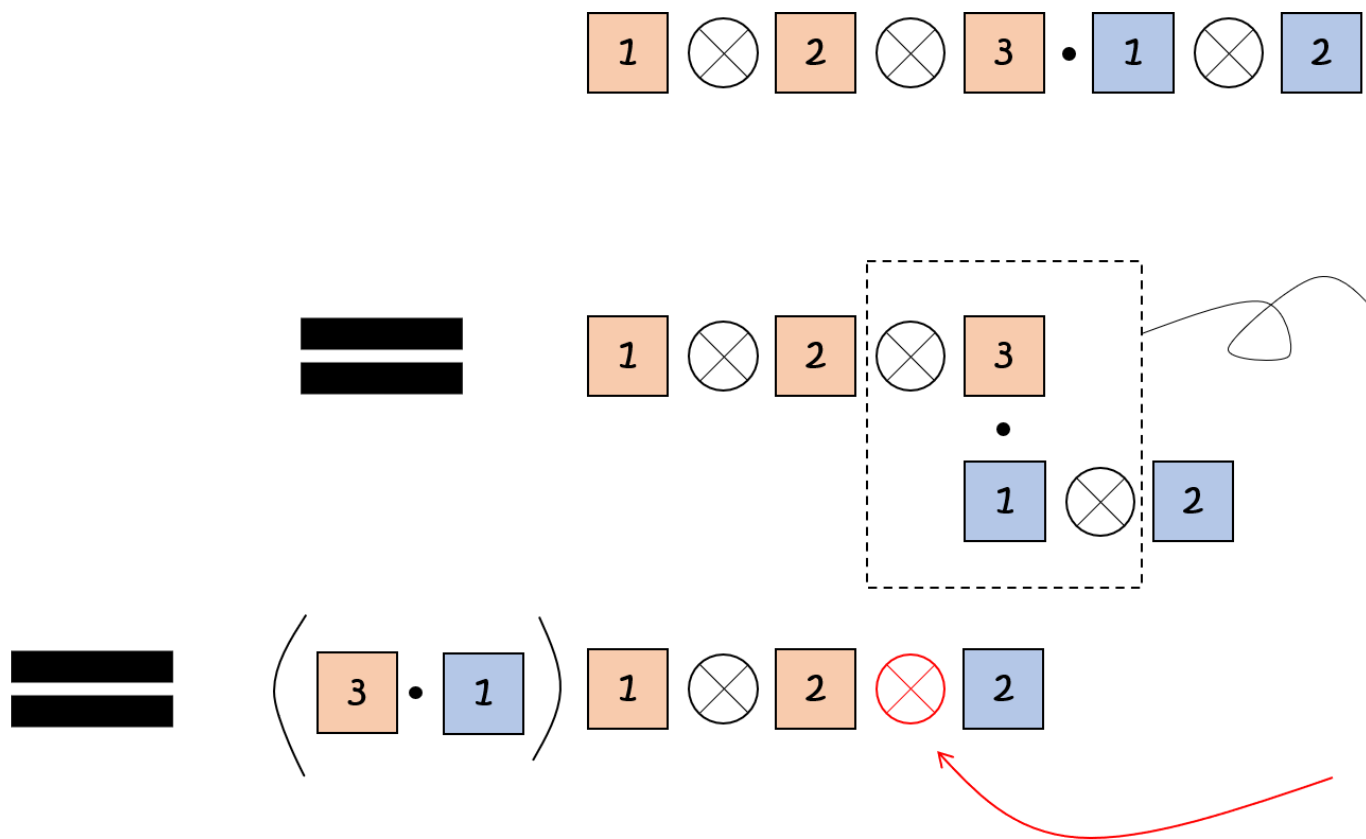 1 ⊗ 2 ⊗ 3 • 1 ⊗ 2
= 1 ⊗ 2 ⊗ 3
•
1 ⊗ 2
= ( 3 • 1 ) 1 ⊗ 2 ⊗ 2